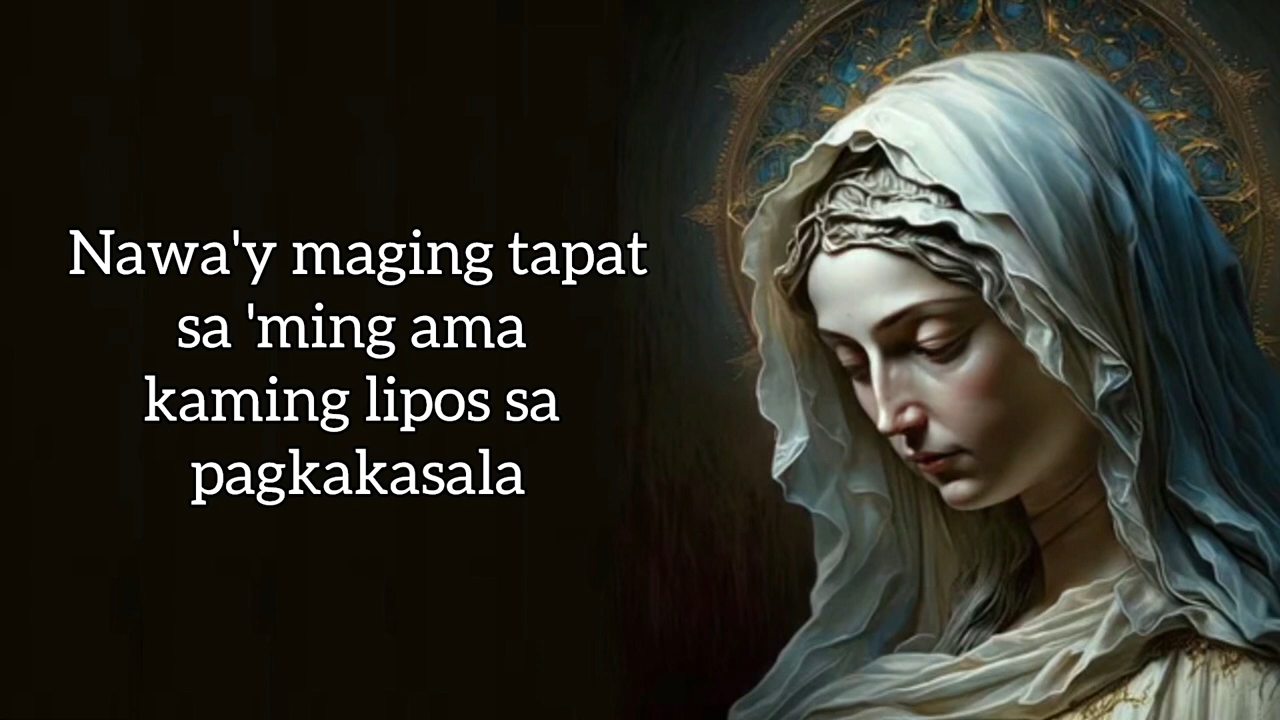 Nawa'y maging tapat
sa 'ming ama
kaming lipos sa
pagkakasala